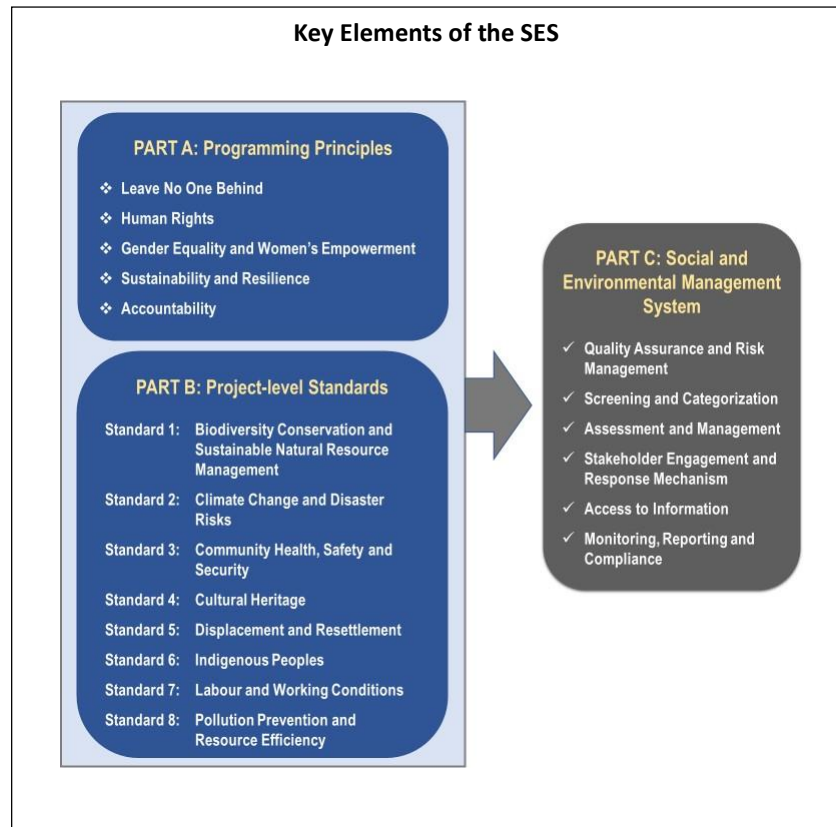 Key Elements of the SES
PART A: Programming Principles
❖ Leave No One Behind
❖ Human Rights
❖ Gender Equality and Women’s Empowerment
❖ Sustainability and Resilience
❖ Accountability
PART B: Project-level Standards
Standard 1: Biodiversity Conservation and
Sustainable Natural Resource
Management
Standard 2: Climate Change and Disaster
Risks
Standard 3: Community Health, Safety and
Security
Standard 4: Cultural Heritage
Standard 5: Displacement and Resettlement
Standard 6: Indigenous Peoples
Standard 7: Labour and Working Conditions
Standard 8: Pollution Prevention and
Resource Efficiency
PART C: Social and
Environmental Management
System
✓ Quality Assurance and Risk
Management
✓ Screening and Categorization
✓ Assessment and Management
✓ Stakeholder Engagement and
Response Mechanism
✓ Access to Information
✓ Monitoring, Reporting and
Compliance